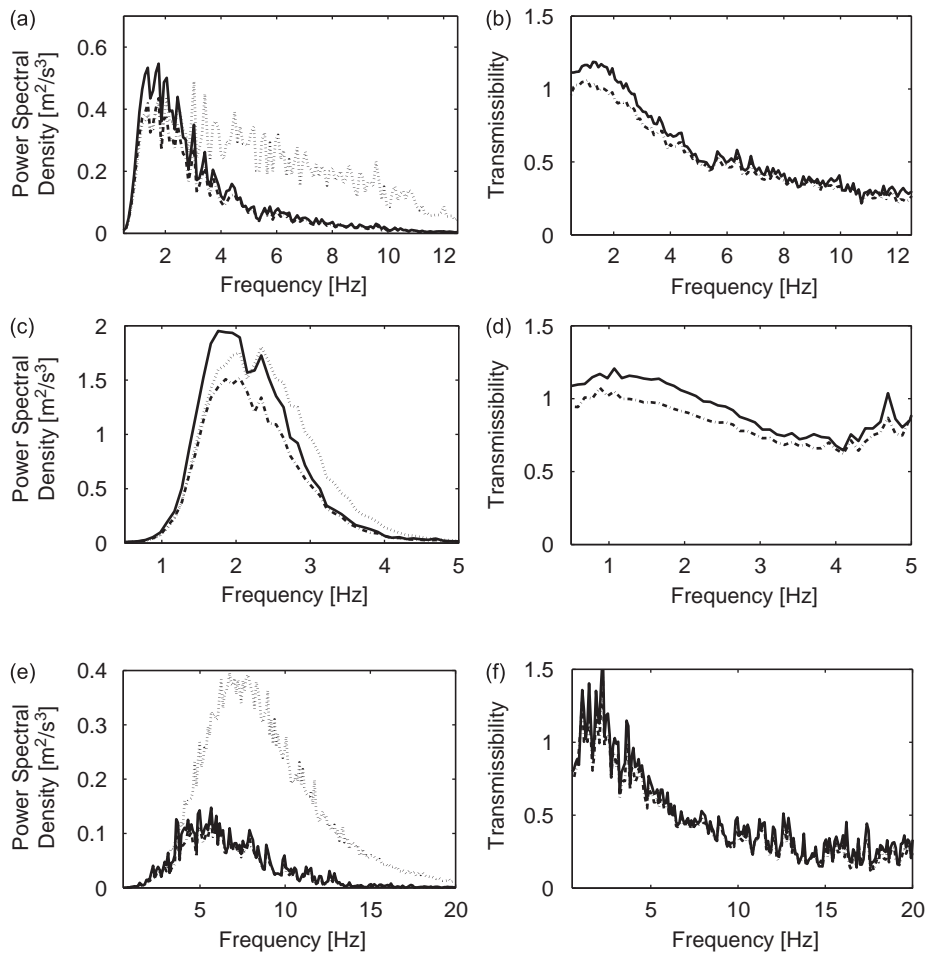 (a)
Power Spectral
Density [m²/s³]
0.6
0.4
0.2
0
2 4 6 8 10 12
Frequency [Hz]
(b)
Transmissibility
1.5
1
0.5
0
2 4 6 8 10 12
Frequency [Hz]
(c)
Power Spectral
Density [m²/s³]
2
1.5
1
0.5
0
1 2 3 4 5
Frequency [Hz]
(d)
Transmissibility
1.5
1
0.5
0
1 2 3 4 5
Frequency [Hz]
(e)
Power Spectral
Density [m²/s³]
0.4
0.3
0.2
0.1
0
5 10 15 20
Frequency [Hz]
(f)
Transmissibility
1.5
1
0.5
0
5 10 15 20
Frequency [Hz]